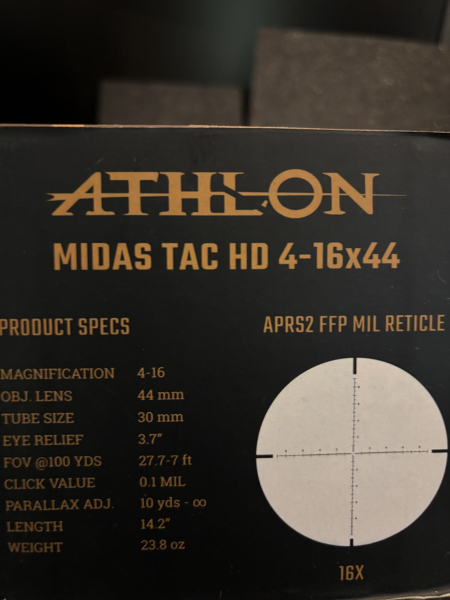 ATHLON
MIDAS TAC HD 4-16x44
PRODUCT SPECS
MAGNIFICATION 4-16
OBJ. LENS 44 mm
TUBE SIZE 30 mm
EYE RELIEF 3.7"
FOV @100 YDS 27.7-7 ft
CLICK VALUE 0.1 MIL
PARALLAX ADJ. 10 yds - ∞
LENGTH 14.2"
WEIGHT 23.8 oz
APRS2 FFP MIL RETICLE
16X